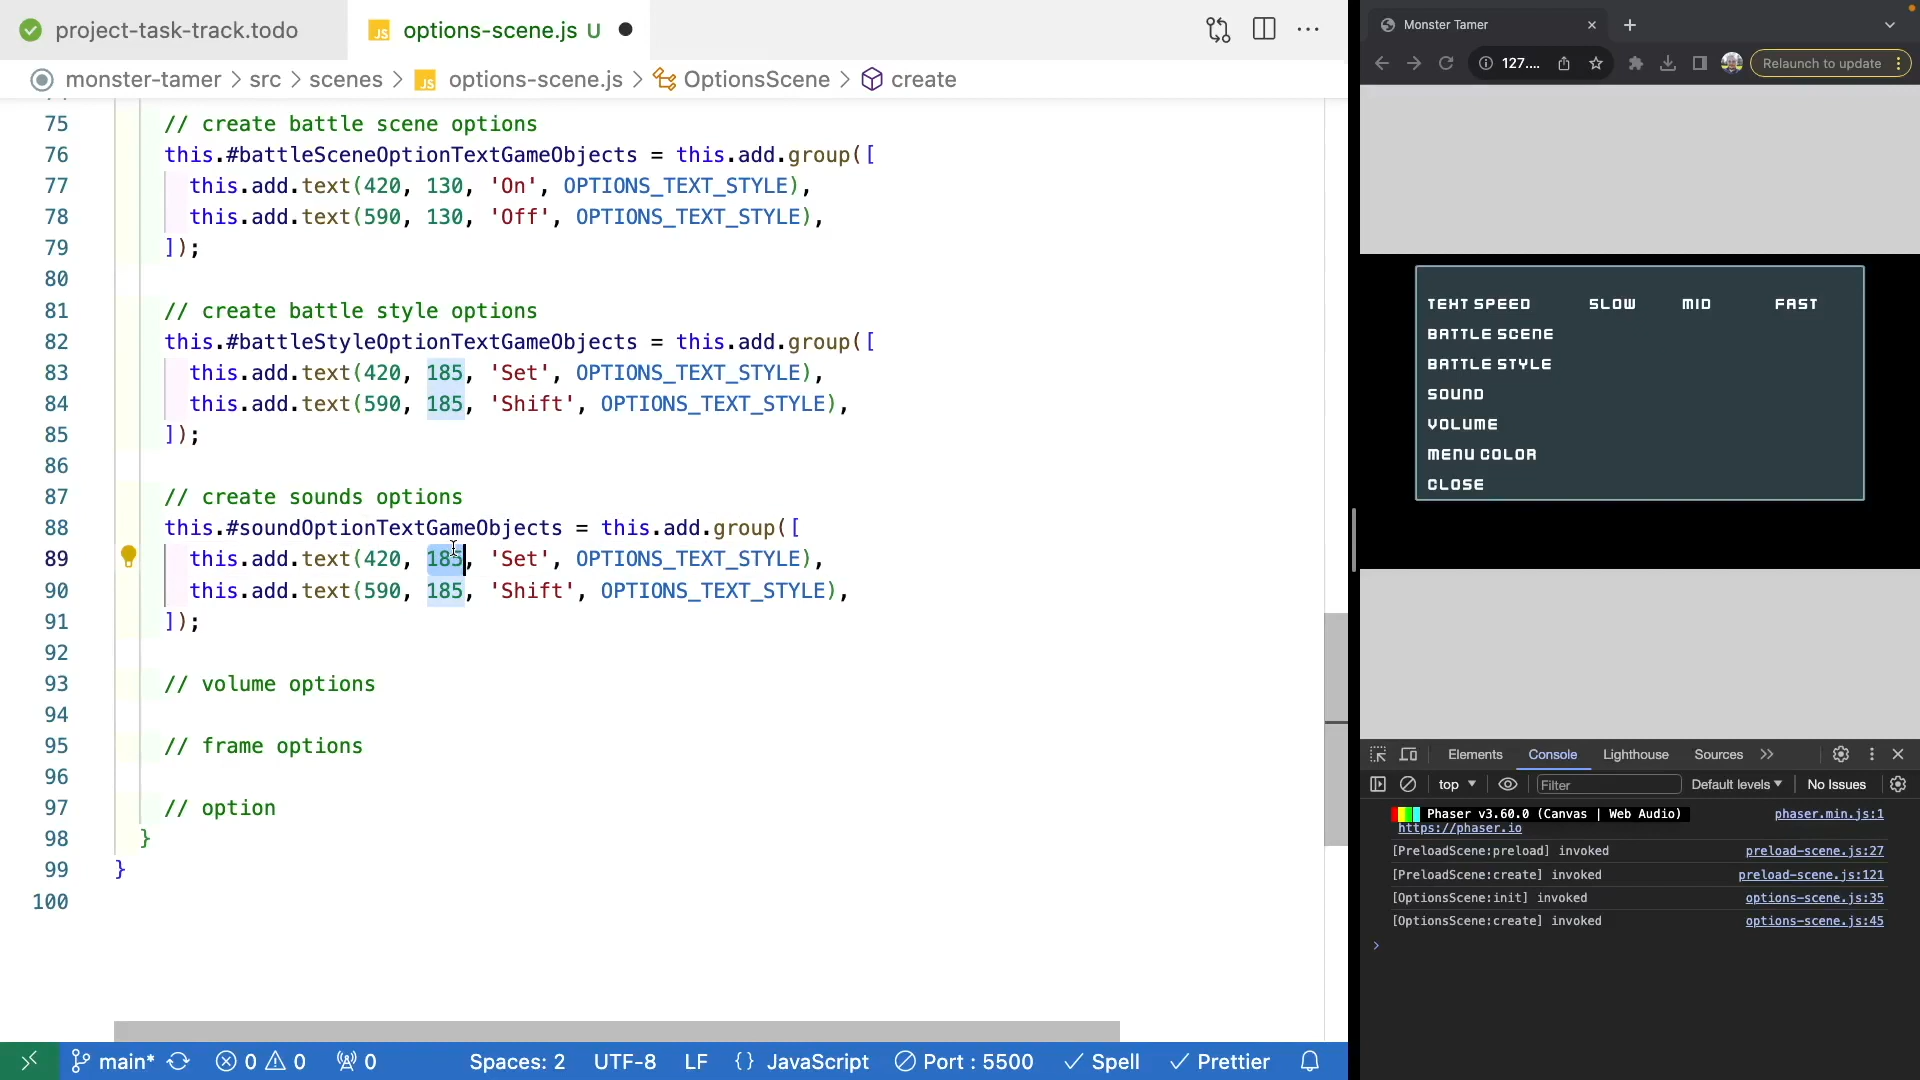 project-task-track.todo
options-scene.js U
monster-tamer > src > scenes > options-scene.js > OptionsScene > create
75 // create battle scene options
76 this.#battleSceneOptionTextGameObjects = this.add.group([
77 this.add.text(420, 130, 'On', OPTIONS_TEXT_STYLE),
78 this.add.text(590, 130, 'Off', OPTIONS_TEXT_STYLE),
79 ]);
80
81 // create battle style options
82 this.#battleStyleOptionTextGameObjects = this.add.group([
83 this.add.text(420, 185, 'Set', OPTIONS_TEXT_STYLE),
84 this.add.text(590, 185, 'Shift', OPTIONS_TEXT_STYLE),
85 ]);
86
87 // create sounds options
88 this.#soundOptionTextGameObjects = this.add.group([
89 this.add.text(420, 185, 'Set', OPTIONS_TEXT_STYLE),
90 this.add.text(590, 185, 'Shift', OPTIONS_TEXT_STYLE),
91 ]);
92
93 // volume options
94
95 // frame options
96
97 // option
98 }
99 }
100
main* 0 0 0 Spaces: 2 UTF-8 LF {} JavaScript Port : 5500 Spell Prettier
Monster Tamer
127.... Relaunch to update
TEXT SPEED SLOW MID FAST
BATTLE SCENE
BATTLE STYLE
SOUND
VOLUME
MENU COLOR
CLOSE
Elements Console Lighthouse Sources
top Filter Default levels No Issues
Phaser v3.60.0 (Canvas | Web Audio) phaser.min.js:1
https://phaser.io
[PreloadScene:preload] invoked preload-scene.js:27
[PreloadScene:create] invoked preload-scene.js:121
[OptionsScene:init] invoked options-scene.js:35
[OptionsScene:create] invoked options-scene.js:45